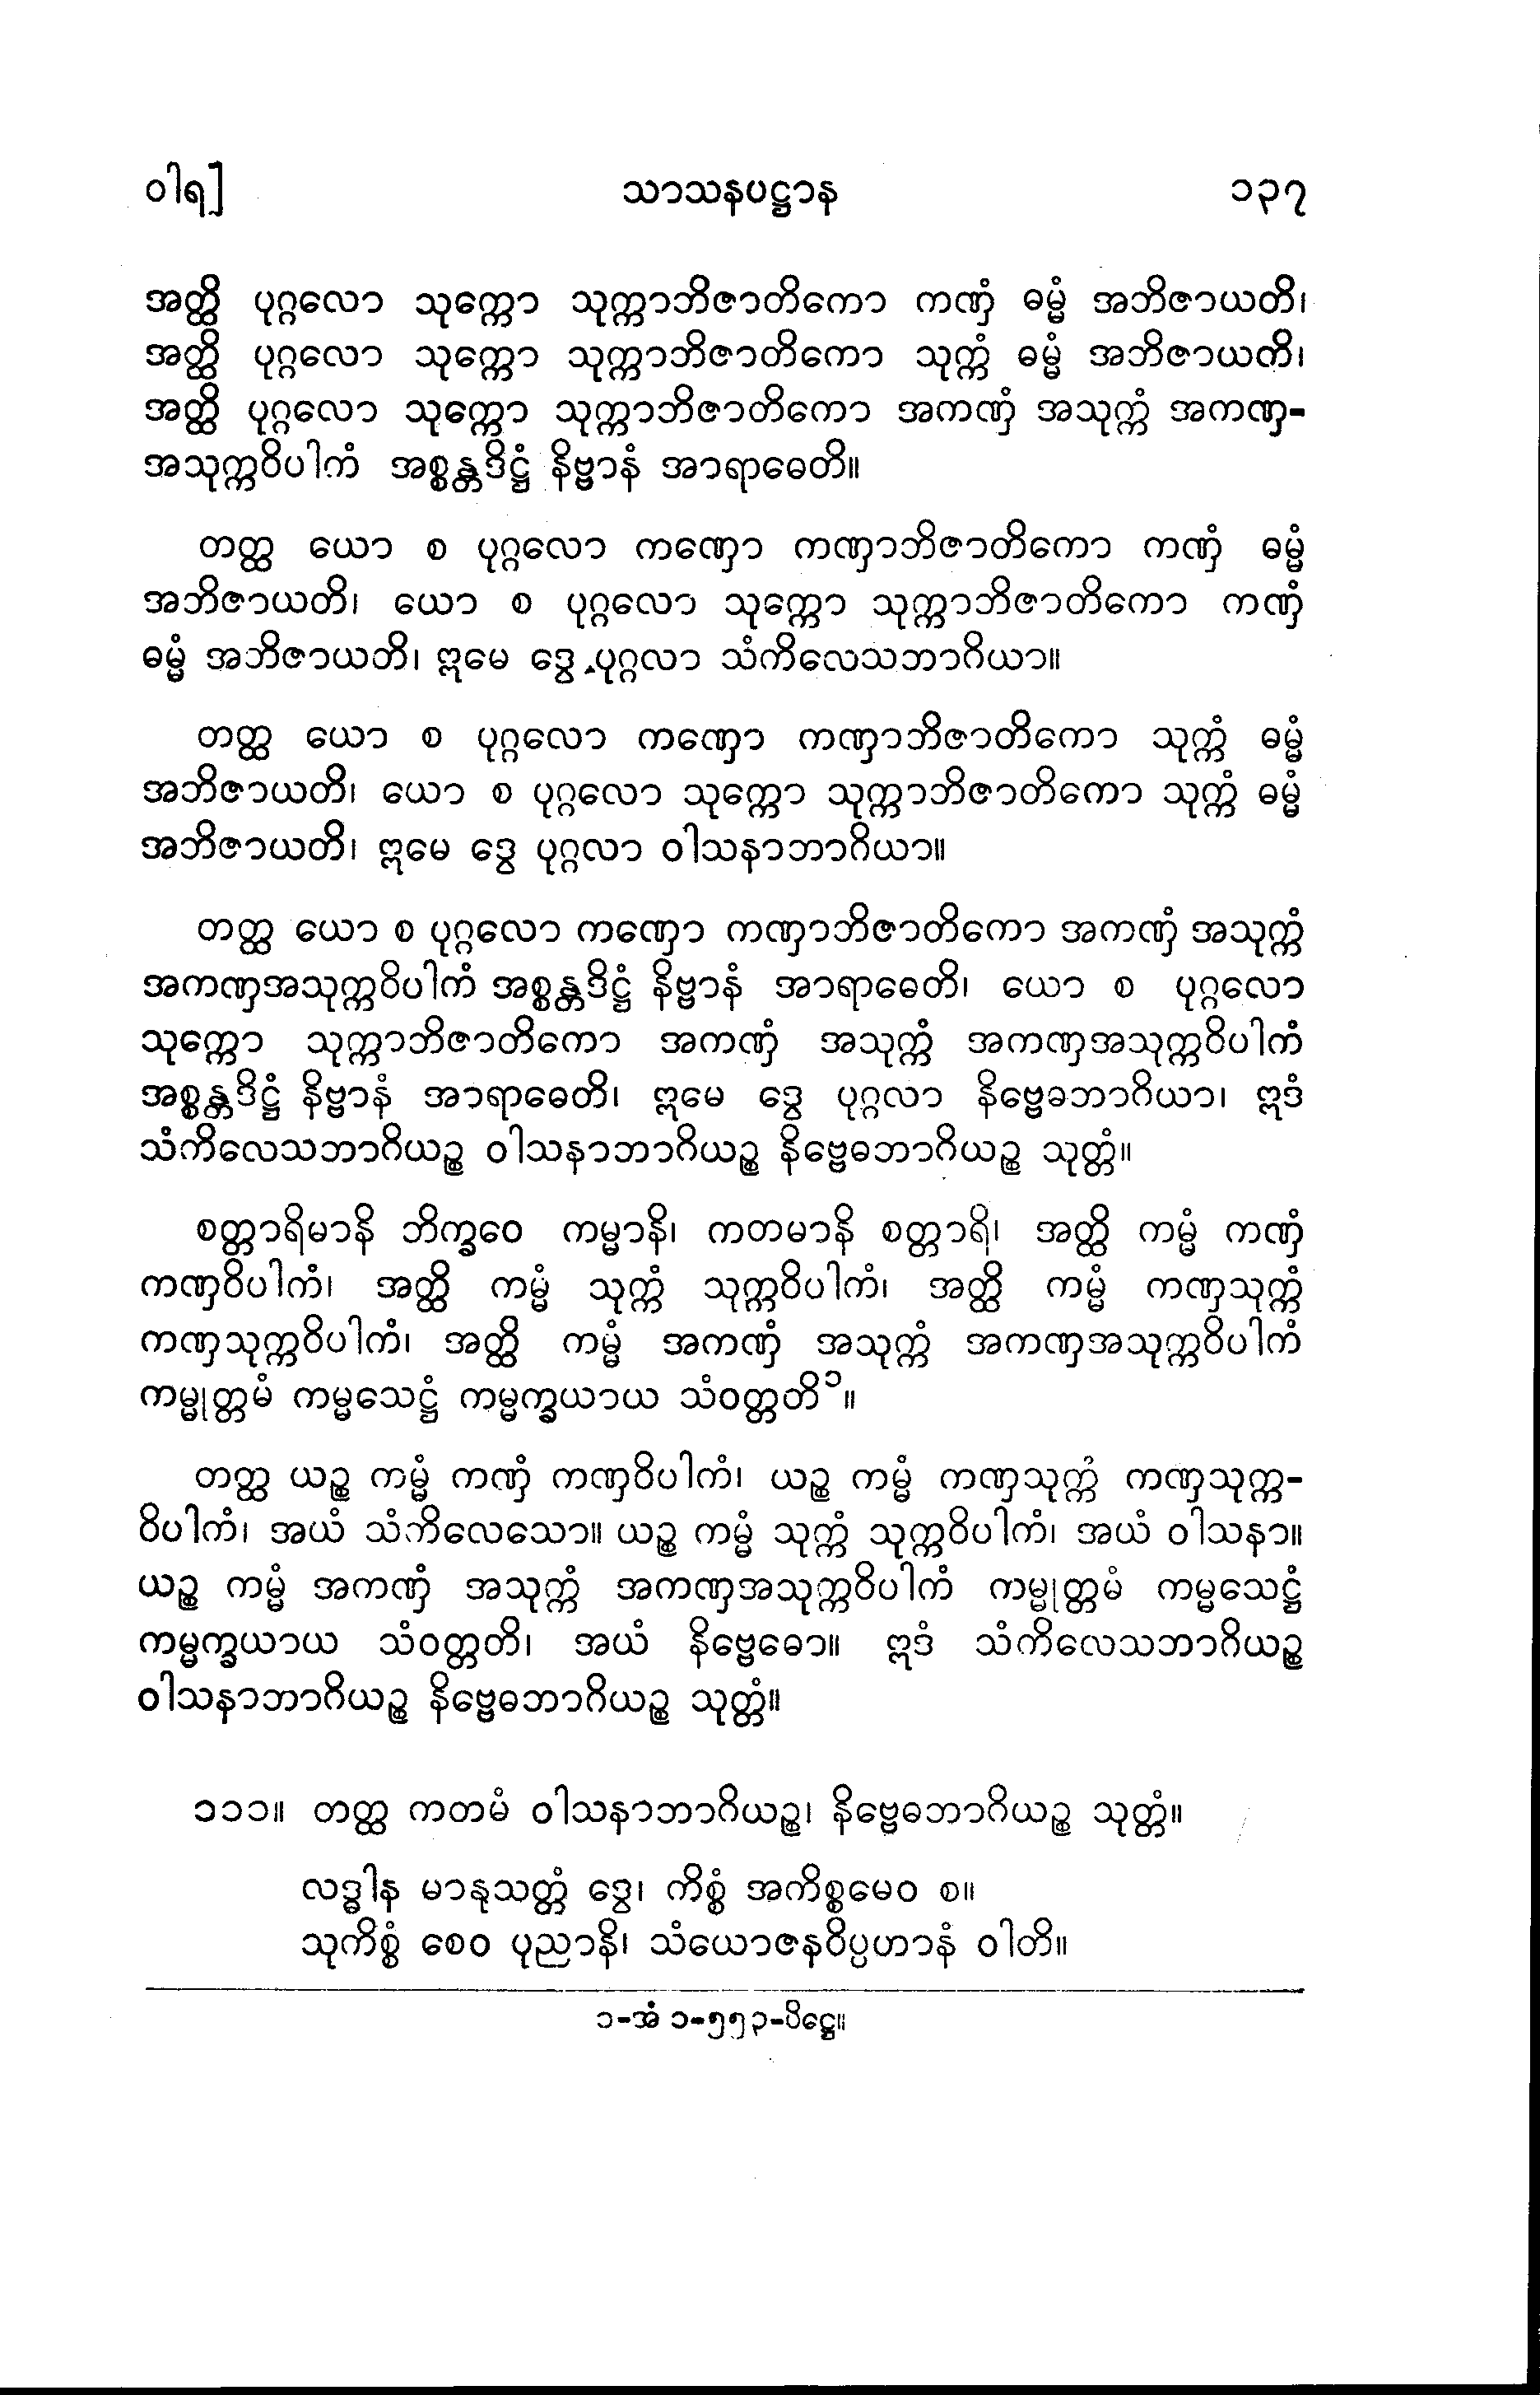 ဝါရ] သာသနပဋ္ဌာန ၁၃၇
အတ္ထိ ပုဂ္ဂလော သုက္ကော သုက္ကာဘိဇာတိကော ကဏှံ ဓမ္မံ အဘိဇာယတိ၊
အတ္ထိ ပုဂ္ဂလော သုက္ကော သုက္ကာဘိဇာတိကော သုက္ကံ ဓမ္မံ အဘိဇာယတိ၊
အတ္ထိ ပုဂ္ဂလော သုက္ကော သုက္ကာဘိဇာတိကော အကဏှံ အသုက္ကံ အကဏှ-
အသုက္ကဝိပါကံ အစ္စန္တဒိဋ္ဌံ နိဗ္ဗာနံ အာရာဓေတိ။
တတ္ထ ယော စ ပုဂ္ဂလော ကဏှော ကဏှာဘိဇာတိကော ကဏှံ ဓမ္မံ
အဘိဇာယတိ၊ ယော စ ပုဂ္ဂလော သုက္ကော သုက္ကာဘိဇာတိကော ကဏှံ
ဓမ္မံ အဘိဇာယတိ၊ ဣမေ ဒွေ ပုဂ္ဂလာ သံကိလေသဘာဂိယာ။
တတ္ထ ယော စ ပုဂ္ဂလော ကဏှော ကဏှာဘိဇာတိကော သုက္ကံ ဓမ္မံ
အဘိဇာယတိ၊ ယော စ ပုဂ္ဂလော သုက္ကော သုက္ကာဘိဇာတိကော သုက္ကံ ဓမ္မံ
အဘိဇာယတိ၊ ဣမေ ဒွေ ပုဂ္ဂလာ ဝါသနာဘာဂိယာ။
တတ္ထ ယော စ ပုဂ္ဂလော ကဏှော ကဏှာဘိဇာတိကော အကဏှံ အသုက္ကံ
အကဏှအသုက္ကဝိပါကံ အစ္စန္တဒိဋ္ဌံ နိဗ္ဗာနံ အာရာဓေတိ၊ ယော စ ပုဂ္ဂလော
သုက္ကော သုက္ကာဘိဇာတိကော အကဏှံ အသုက္ကံ အကဏှအသုက္ကဝိပါကံ
အစ္စန္တဒိဋ္ဌံ နိဗ္ဗာနံ အာရာဓေတိ၊ ဣမေ ဒွေ ပုဂ္ဂလာ နိဗ္ဗေဓဘာဂိယာ၊ ဣဒံ
သံကိလေသဘာဂိယဉ္စ ဝါသနာဘာဂိယဉ္စ နိဗ္ဗေဓဘာဂိယဉ္စ သုတ္တံ။
စတ္တာရိမာနိ ဘိက္ခဝေ ကမ္မာနိ၊ ကတမာနိ စတ္တာရိ၊ အတ္ထိ ကမ္မံ ကဏှံ
ကဏှဝိပါကံ၊ အတ္ထိ ကမ္မံ သုက္ကံ သုက္ကဝိပါကံ၊ အတ္ထိ ကမ္မံ ကဏှသုက္ကံ
ကဏှသုက္ကဝိပါကံ၊ အတ္ထိ ကမ္မံ အကဏှံ အသုက္ကံ အကဏှအသုက္ကဝိပါကံ
ကမ္မုတ္တမံ ကမ္မသေဋ္ဌံ ကမ္မက္ခယာယ သံဝတ္တတိ၁။
တတ္ထ ယဉ္စ ကမ္မံ ကဏှံ ကဏှဝိပါကံ၊ ယဉ္စ ကမ္မံ ကဏှသုက္ကံ ကဏှသုက္က-
ဝိပါကံ၊ အယံ သံကိလေသော။ ယဉ္စ ကမ္မံ သုက္ကံ သုက္ကဝိပါကံ၊ အယံ ဝါသနာ။
ယဉ္စ ကမ္မံ အကဏှံ အသုက္ကံ အကဏှအသုက္ကဝိပါကံ ကမ္မုတ္တမံ ကမ္မသေဋ္ဌံ
ကမ္မက္ခယာယ သံဝတ္တတိ၊ အယံ နိဗ္ဗေဓော။ ဣဒံ သံကိလေသဘာဂိယဉ္စ
ဝါသနာဘာဂိယဉ္စ နိဗ္ဗေဓဘာဂိယဉ္စ သုတ္တံ။
၁၁၁။ တတ္ထ ကတမံ ဝါသနာဘာဂိယဉ္စ၊ နိဗ္ဗေဓဘာဂိယဉ္စ သုတ္တံ။
လဒ္ဓါန မာနုသတ္တံ ဒွေ၊ ကိစ္စံ အကိစ္စမေဝ စ။
သုကိစ္စံ စေဝ ပုညာနိ၊ သံယောဇနဝိပ္ပဟာနံ ဝါတိ။
၁-အံ ၁-၅၅၃-ပိဋ္ဌေ။